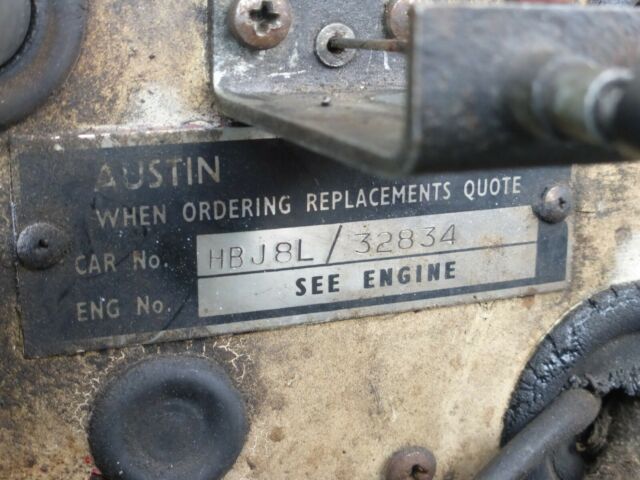 AUSTIN
WHEN ORDERING REPLACEMENTS QUOTE
CAR No. HBJ8L/32834
ENG No. SEE ENGINE